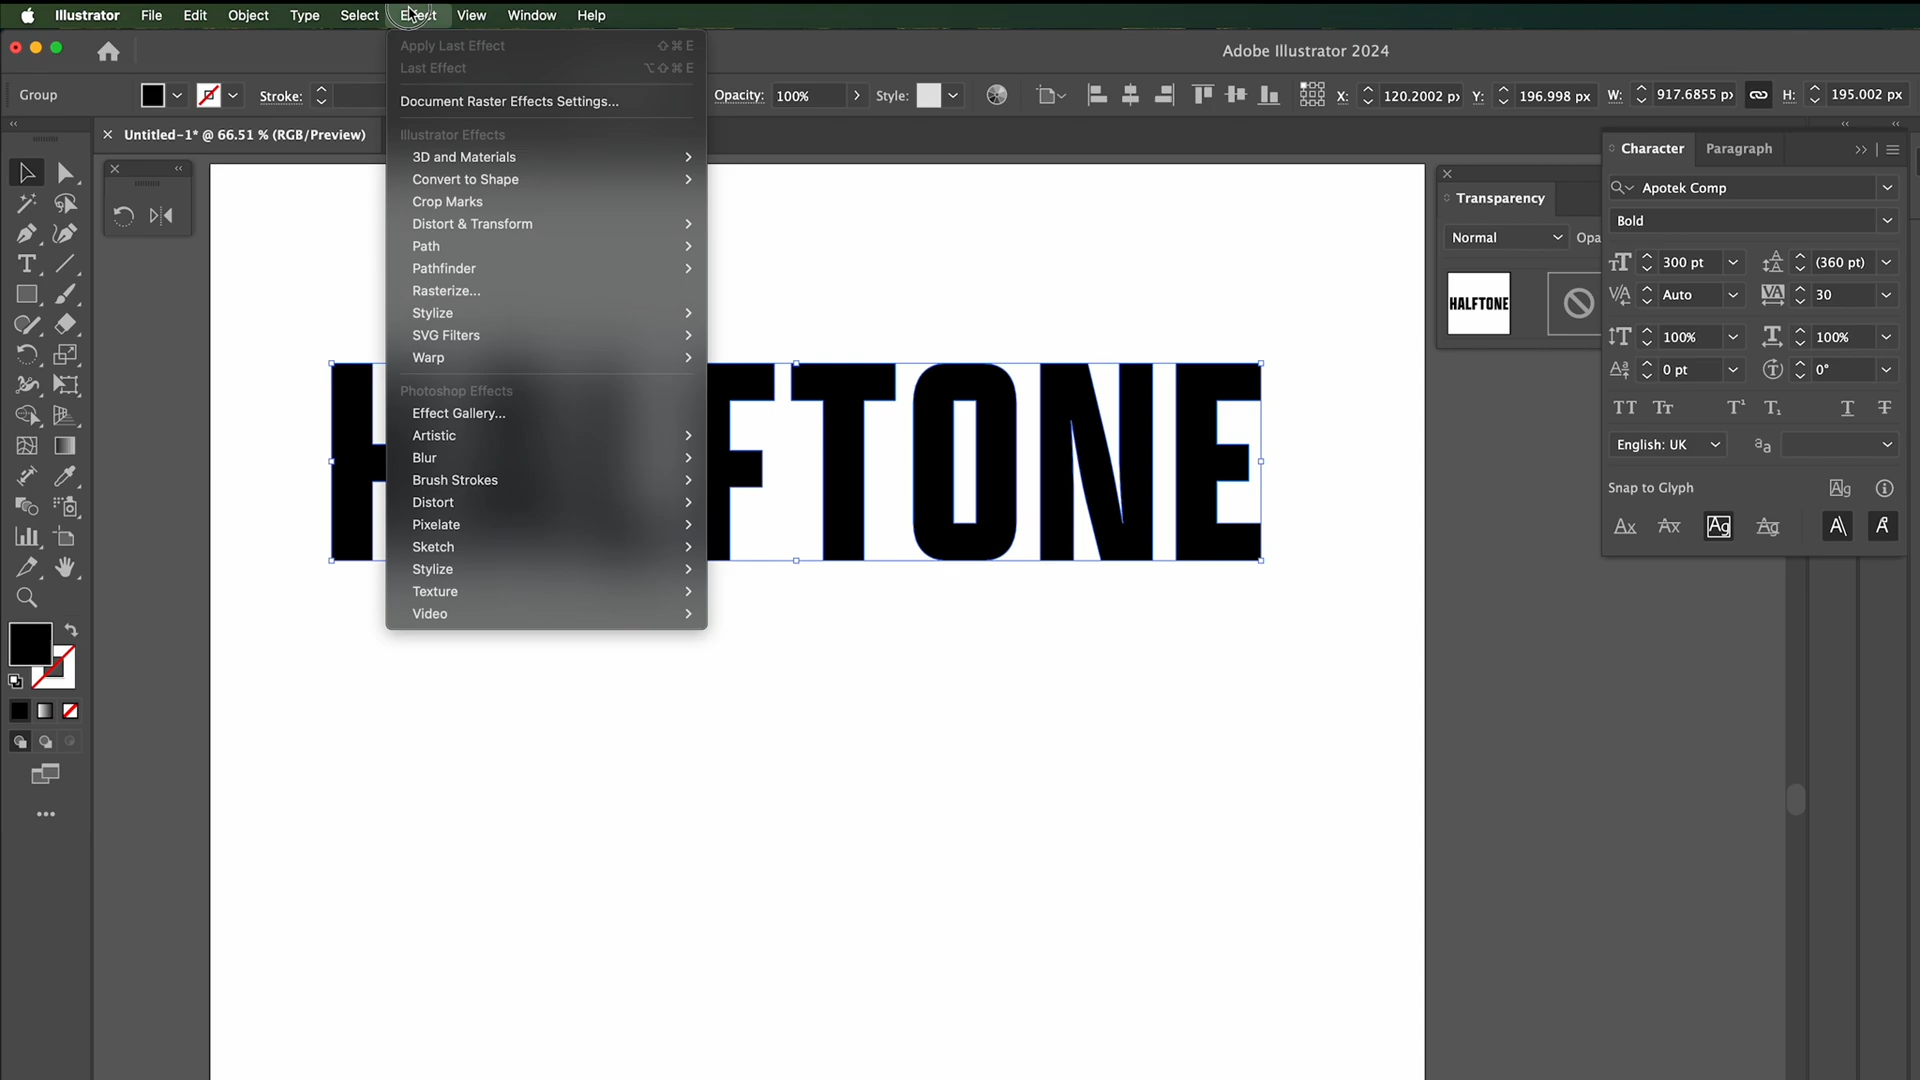 Illustrator File Edit Object Type Select Effect View Window Help
Adobe Illustrator 2024
Group Stroke: Opacity: 100% Style: X: 120.2002 px Y: 196.998 px W: 917.6855 px H: 195.002 px
Untitled-1* @ 66.51 % (RGB/Preview)
Apply Last Effect ⇧⌘E
Last Effect ⌥⇧⌘E
Document Raster Effects Settings...
Illustrator Effects
3D and Materials
Convert to Shape
Crop Marks
Distort & Transform
Path
Pathfinder
Rasterize...
Stylize
SVG Filters
Warp
Photoshop Effects
Effect Gallery...
Artistic
Blur
Brush Strokes
Distort
Pixelate
Sketch
Stylize
Texture
Video
FTONE
Transparency
Normal Opa
HALFTONE
Character Paragraph
Apotek Comp
Bold
300 pt (360 pt)
Auto 30
100% 100%
0 pt 0°
English: UK
Snap to Glyph